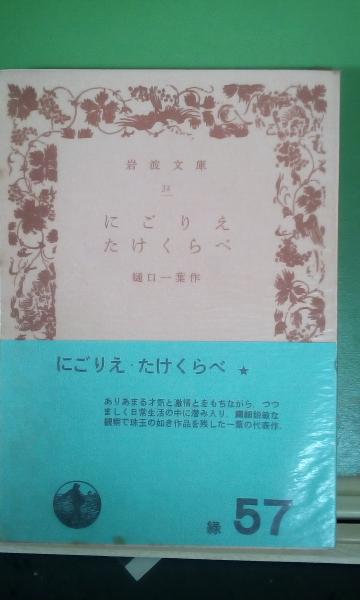 岩波文庫
34
にごりえ
たけくらべ
樋口一葉作
にごりえ・たけくらべ ★
ありあまる才気と激情とをもちながら，つつ
ましく日常生活の中に潜み入り，繊細鋭敏な
観察で珠玉の如き作品を残した一葉の代表作．
緑 57